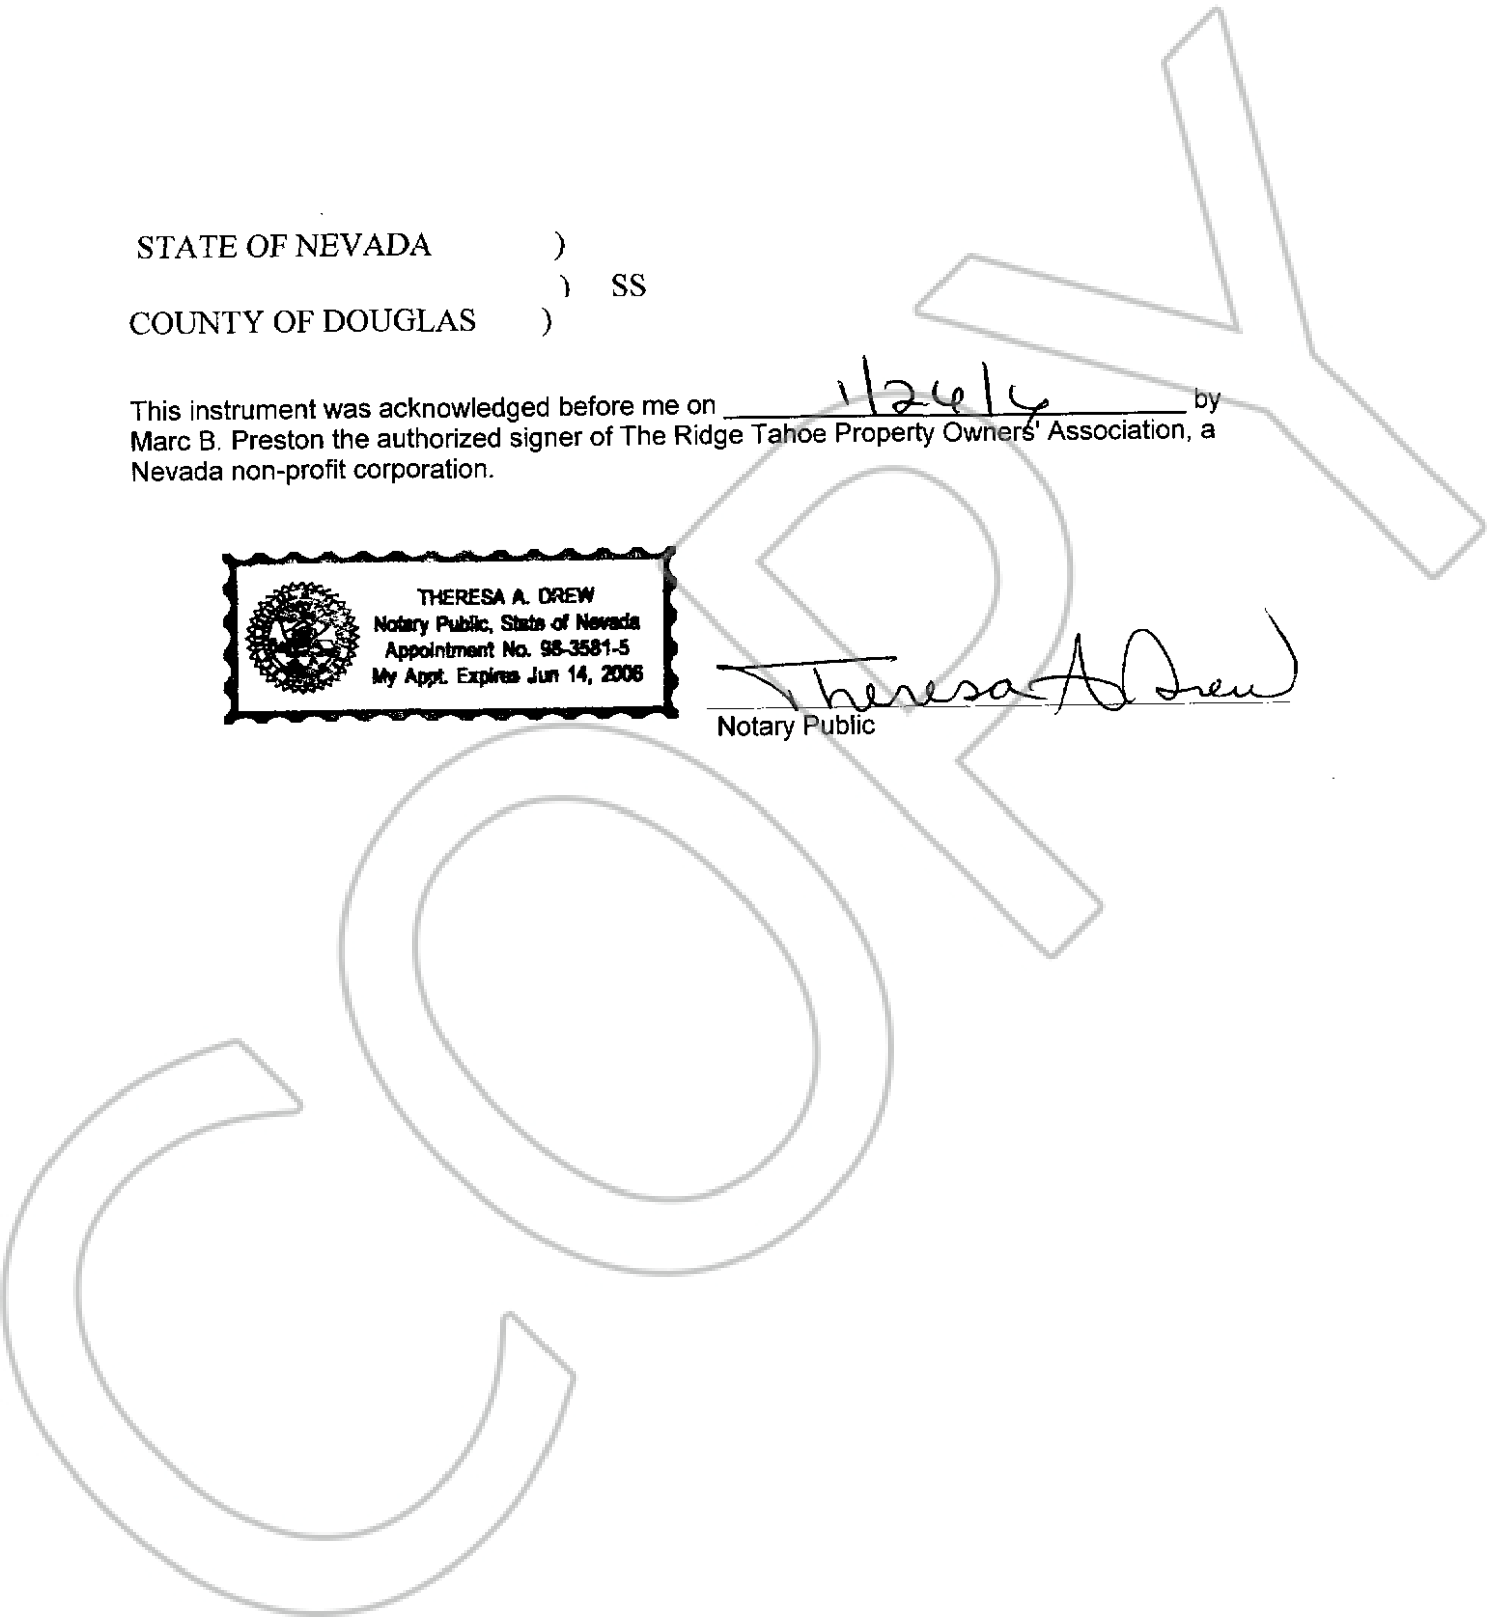 STATE OF NEVADA )
) SS
COUNTY OF DOUGLAS )
This instrument was acknowledged before me on 1/26/6 by
Marc B. Preston the authorized signer of The Ridge Tahoe Property Owners' Association, a
Nevada non-profit corporation.
THERESA A. DREW
Notary Public, State of Nevada
Appointment No. 98-3581-5
My Appt. Expires Jun 14, 2006
Theresa A Drew
Notary Public
COPY